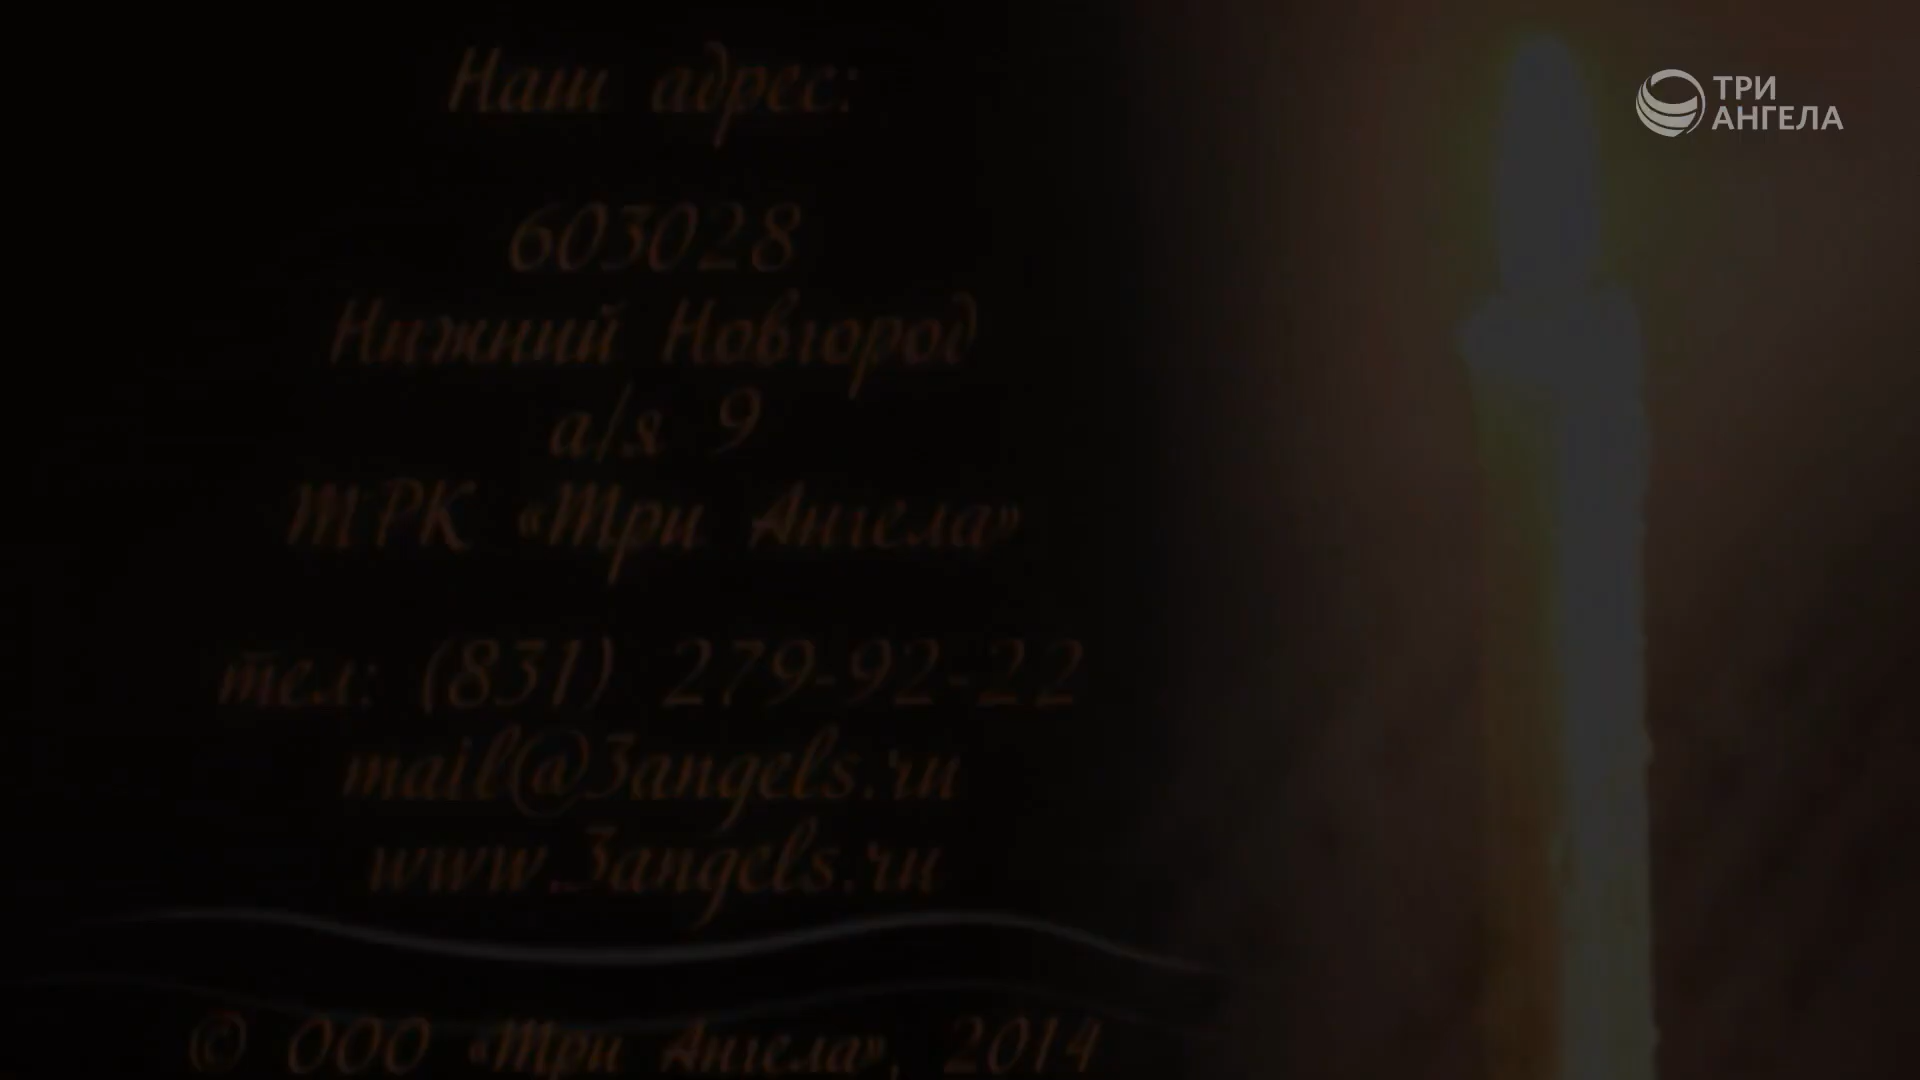 Наш адрес:
603028
Нижний Новгород
а/я 9
ТРК «Три Ангела»
тел: (831) 279-92-22
mail@3angels.ru
www.3angels.ru
© ООО «Три Ангела», 2014
ТРИ
АНГЕЛА